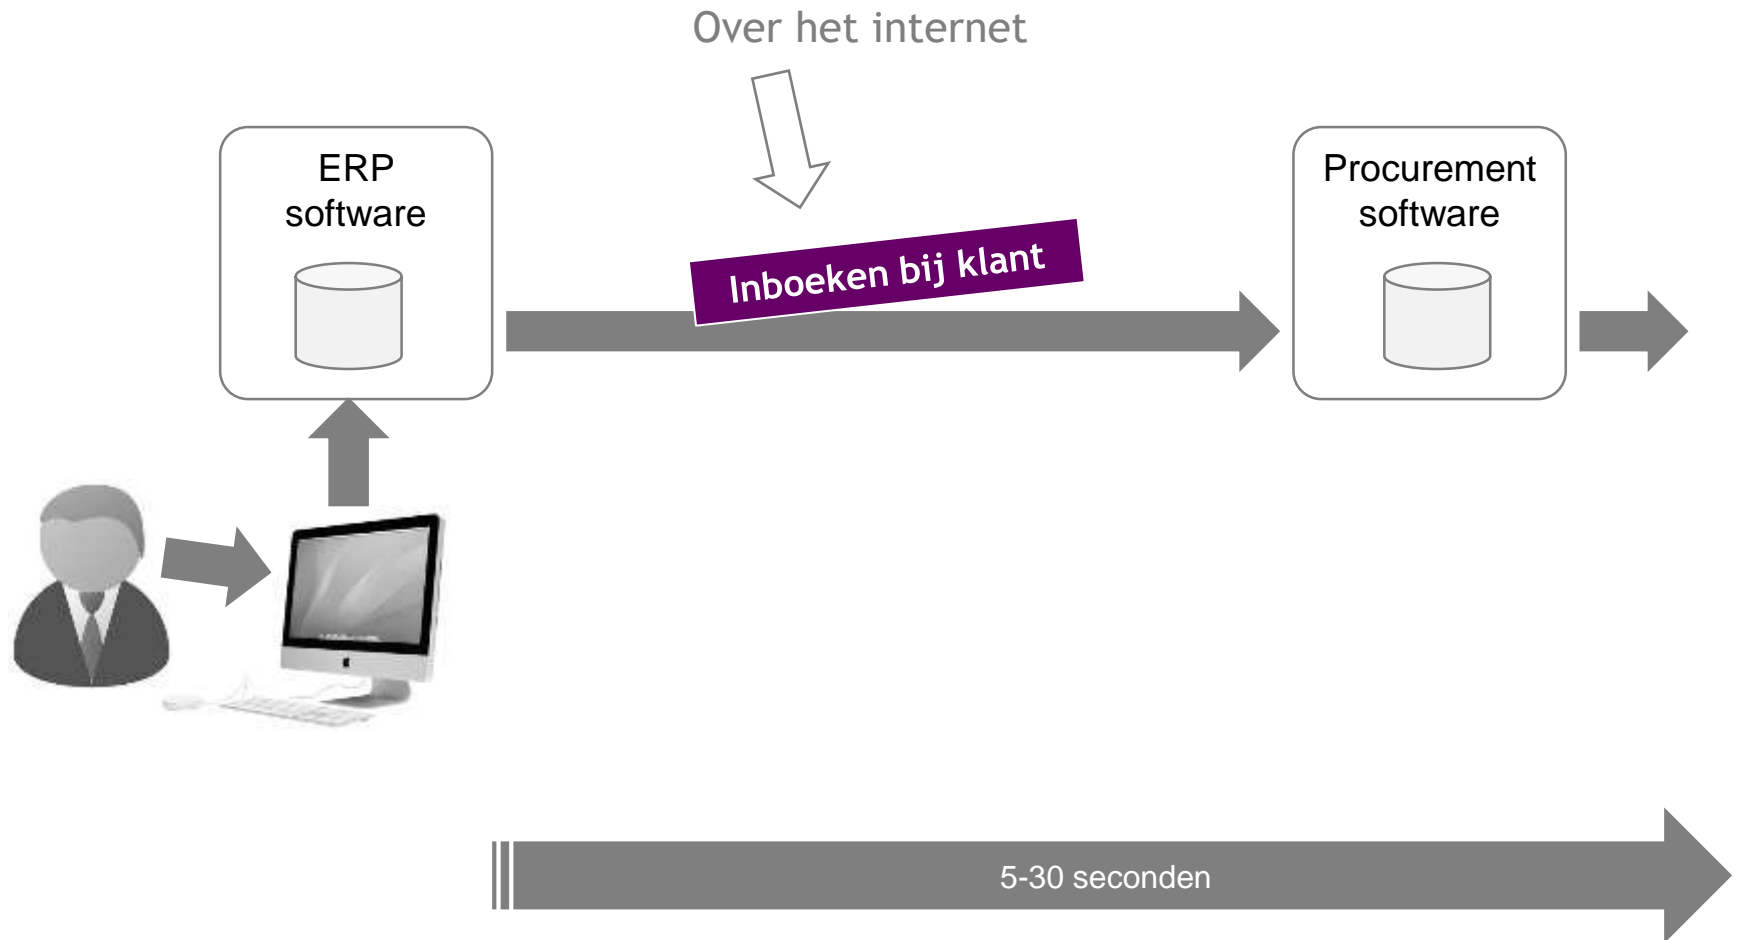 Over het internet
ERP
software
Procurement
software
Inboeken bij klant
5-30 seconden